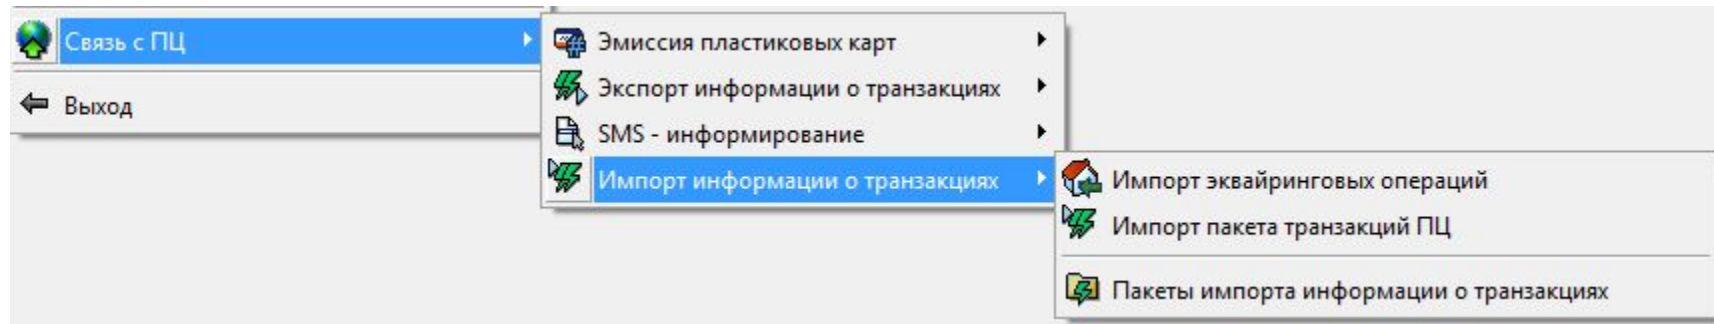 Связь с ПЦ
Выход
Эмиссия пластиковых карт
Экспорт информации о транзакциях
SMS - информирование
Импорт информации о транзакциях
Импорт эквайринговых операций
Импорт пакета транзакций ПЦ
Пакеты импорта информации о транзакциях